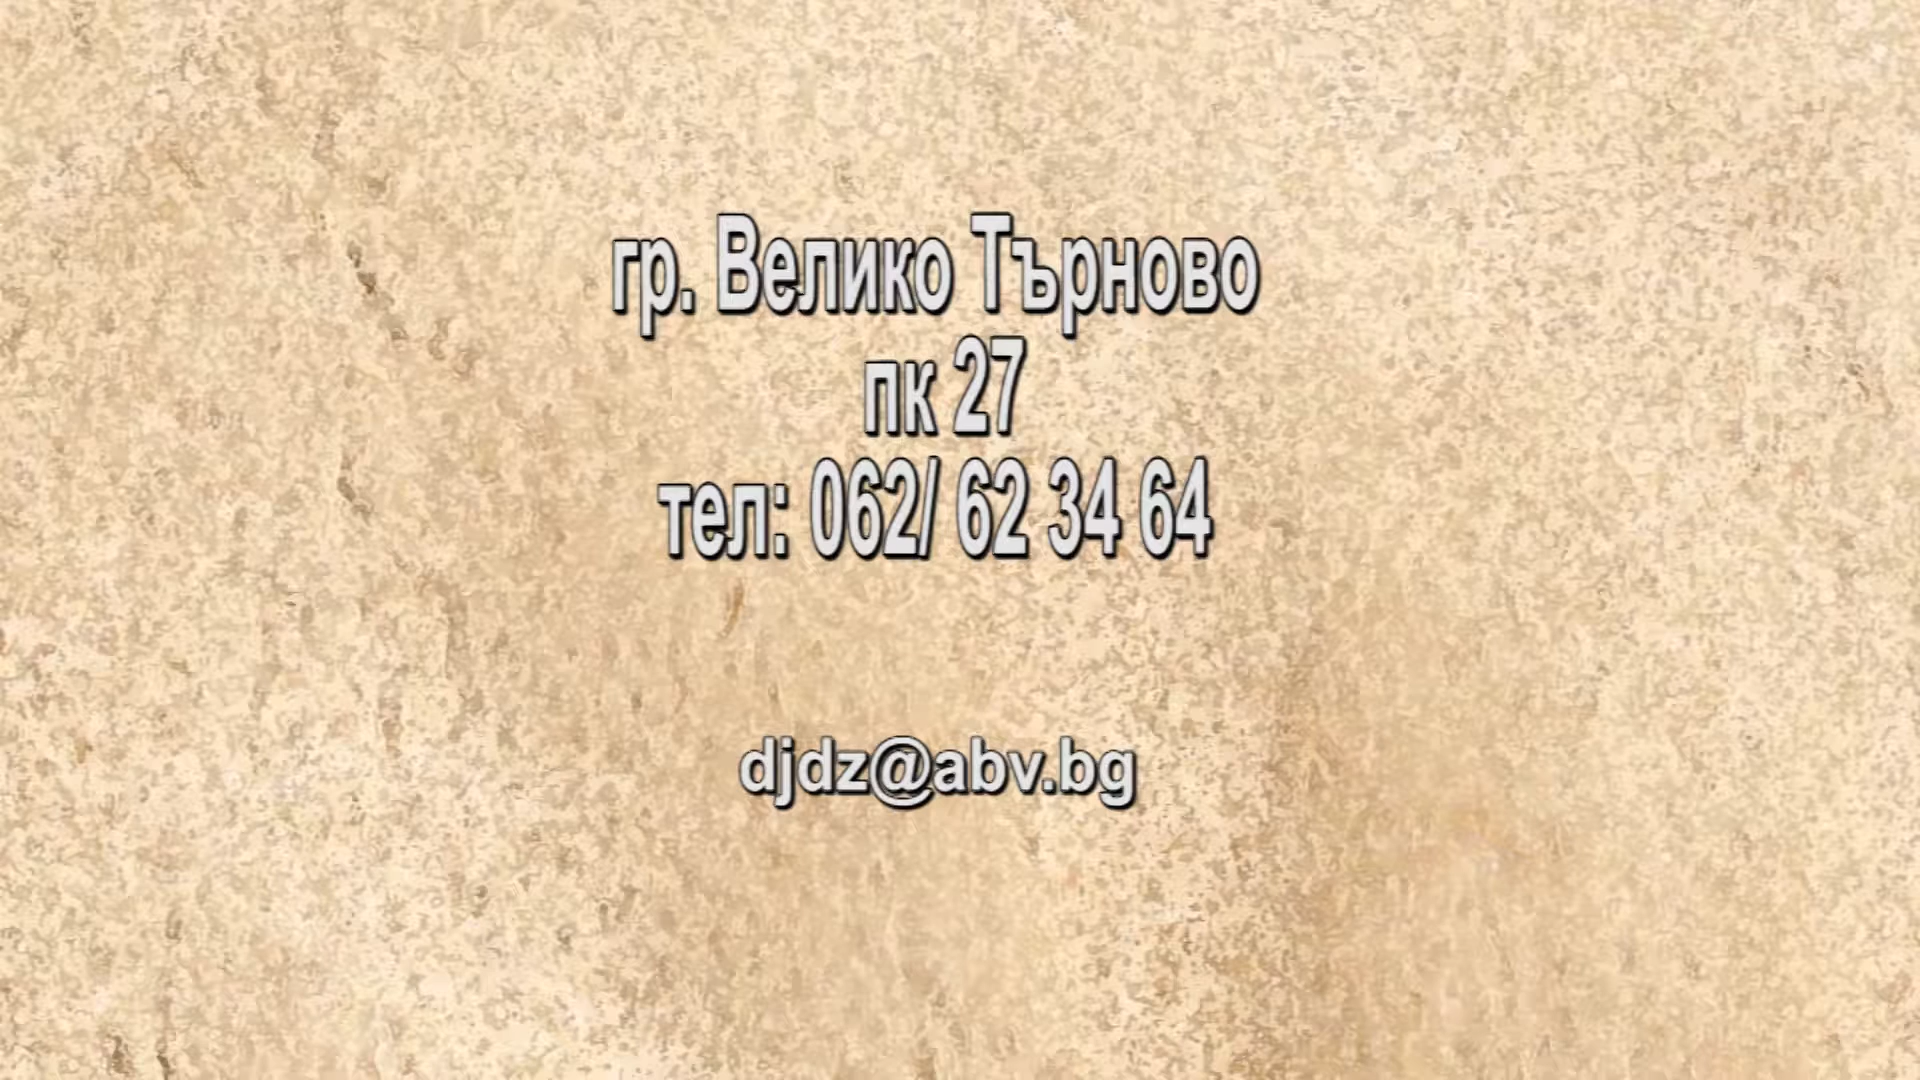 гр. Велико Търново
пк 27
тел: 062/ 62 34 64
djdz@abv.bg